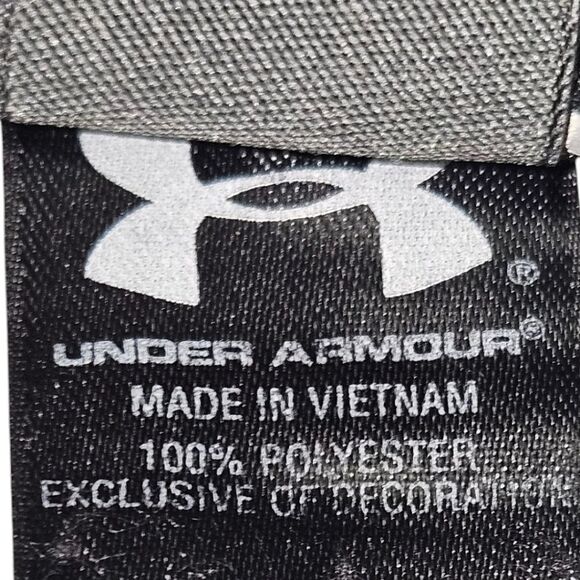 ®
UNDER ARMOUR®
MADE IN VIETNAM
100% POLYESTER
EXCLUSIVE OF DECORATION